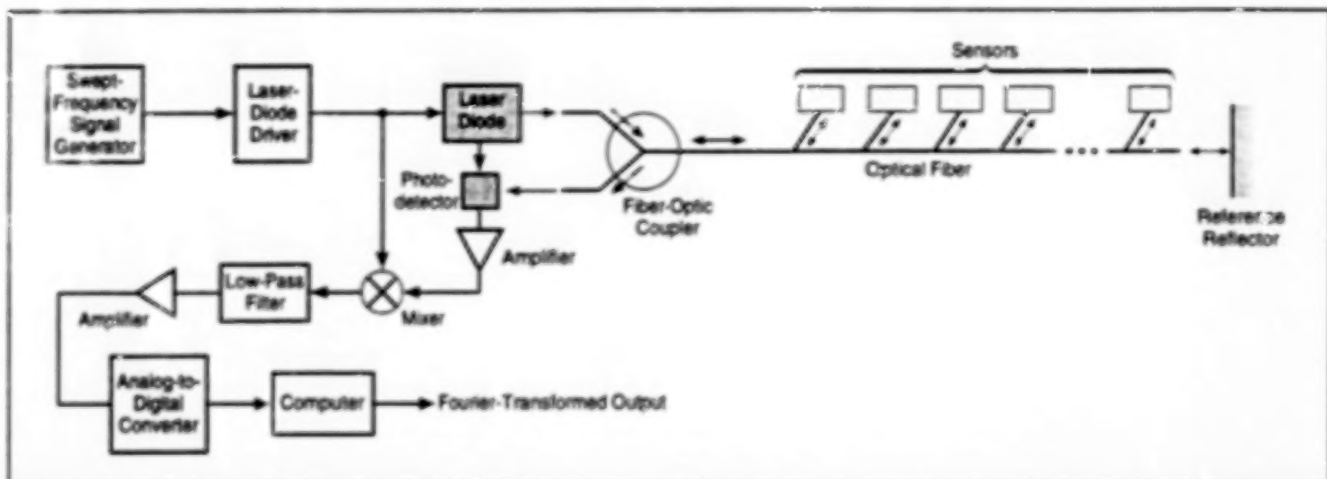 Swept-
Frequency
Signal
Generator
Laser-
Diode
Driver
Laser
Diode
Sensors
Photo-
detector
Fiber-Optic
Coupler
Optical Fiber
Reference
Reflector
Amplifier
Mixer
Low-Pass
Filter
Amplifier
Analog-to-
Digital
Converter
Computer
Fourier-Transformed Output